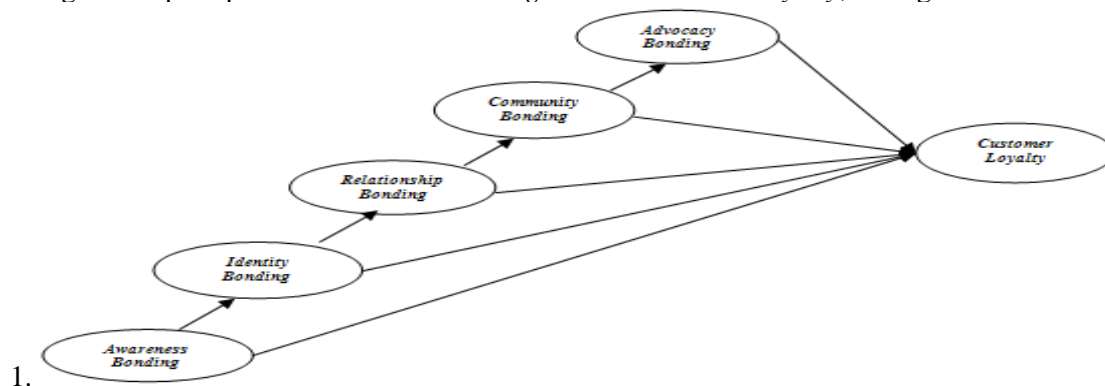 Advocacy
Bonding
Community
Bonding
Customer
Loyalty
Relationship
Bonding
Identity
Bonding
Awareness
Bonding
1.